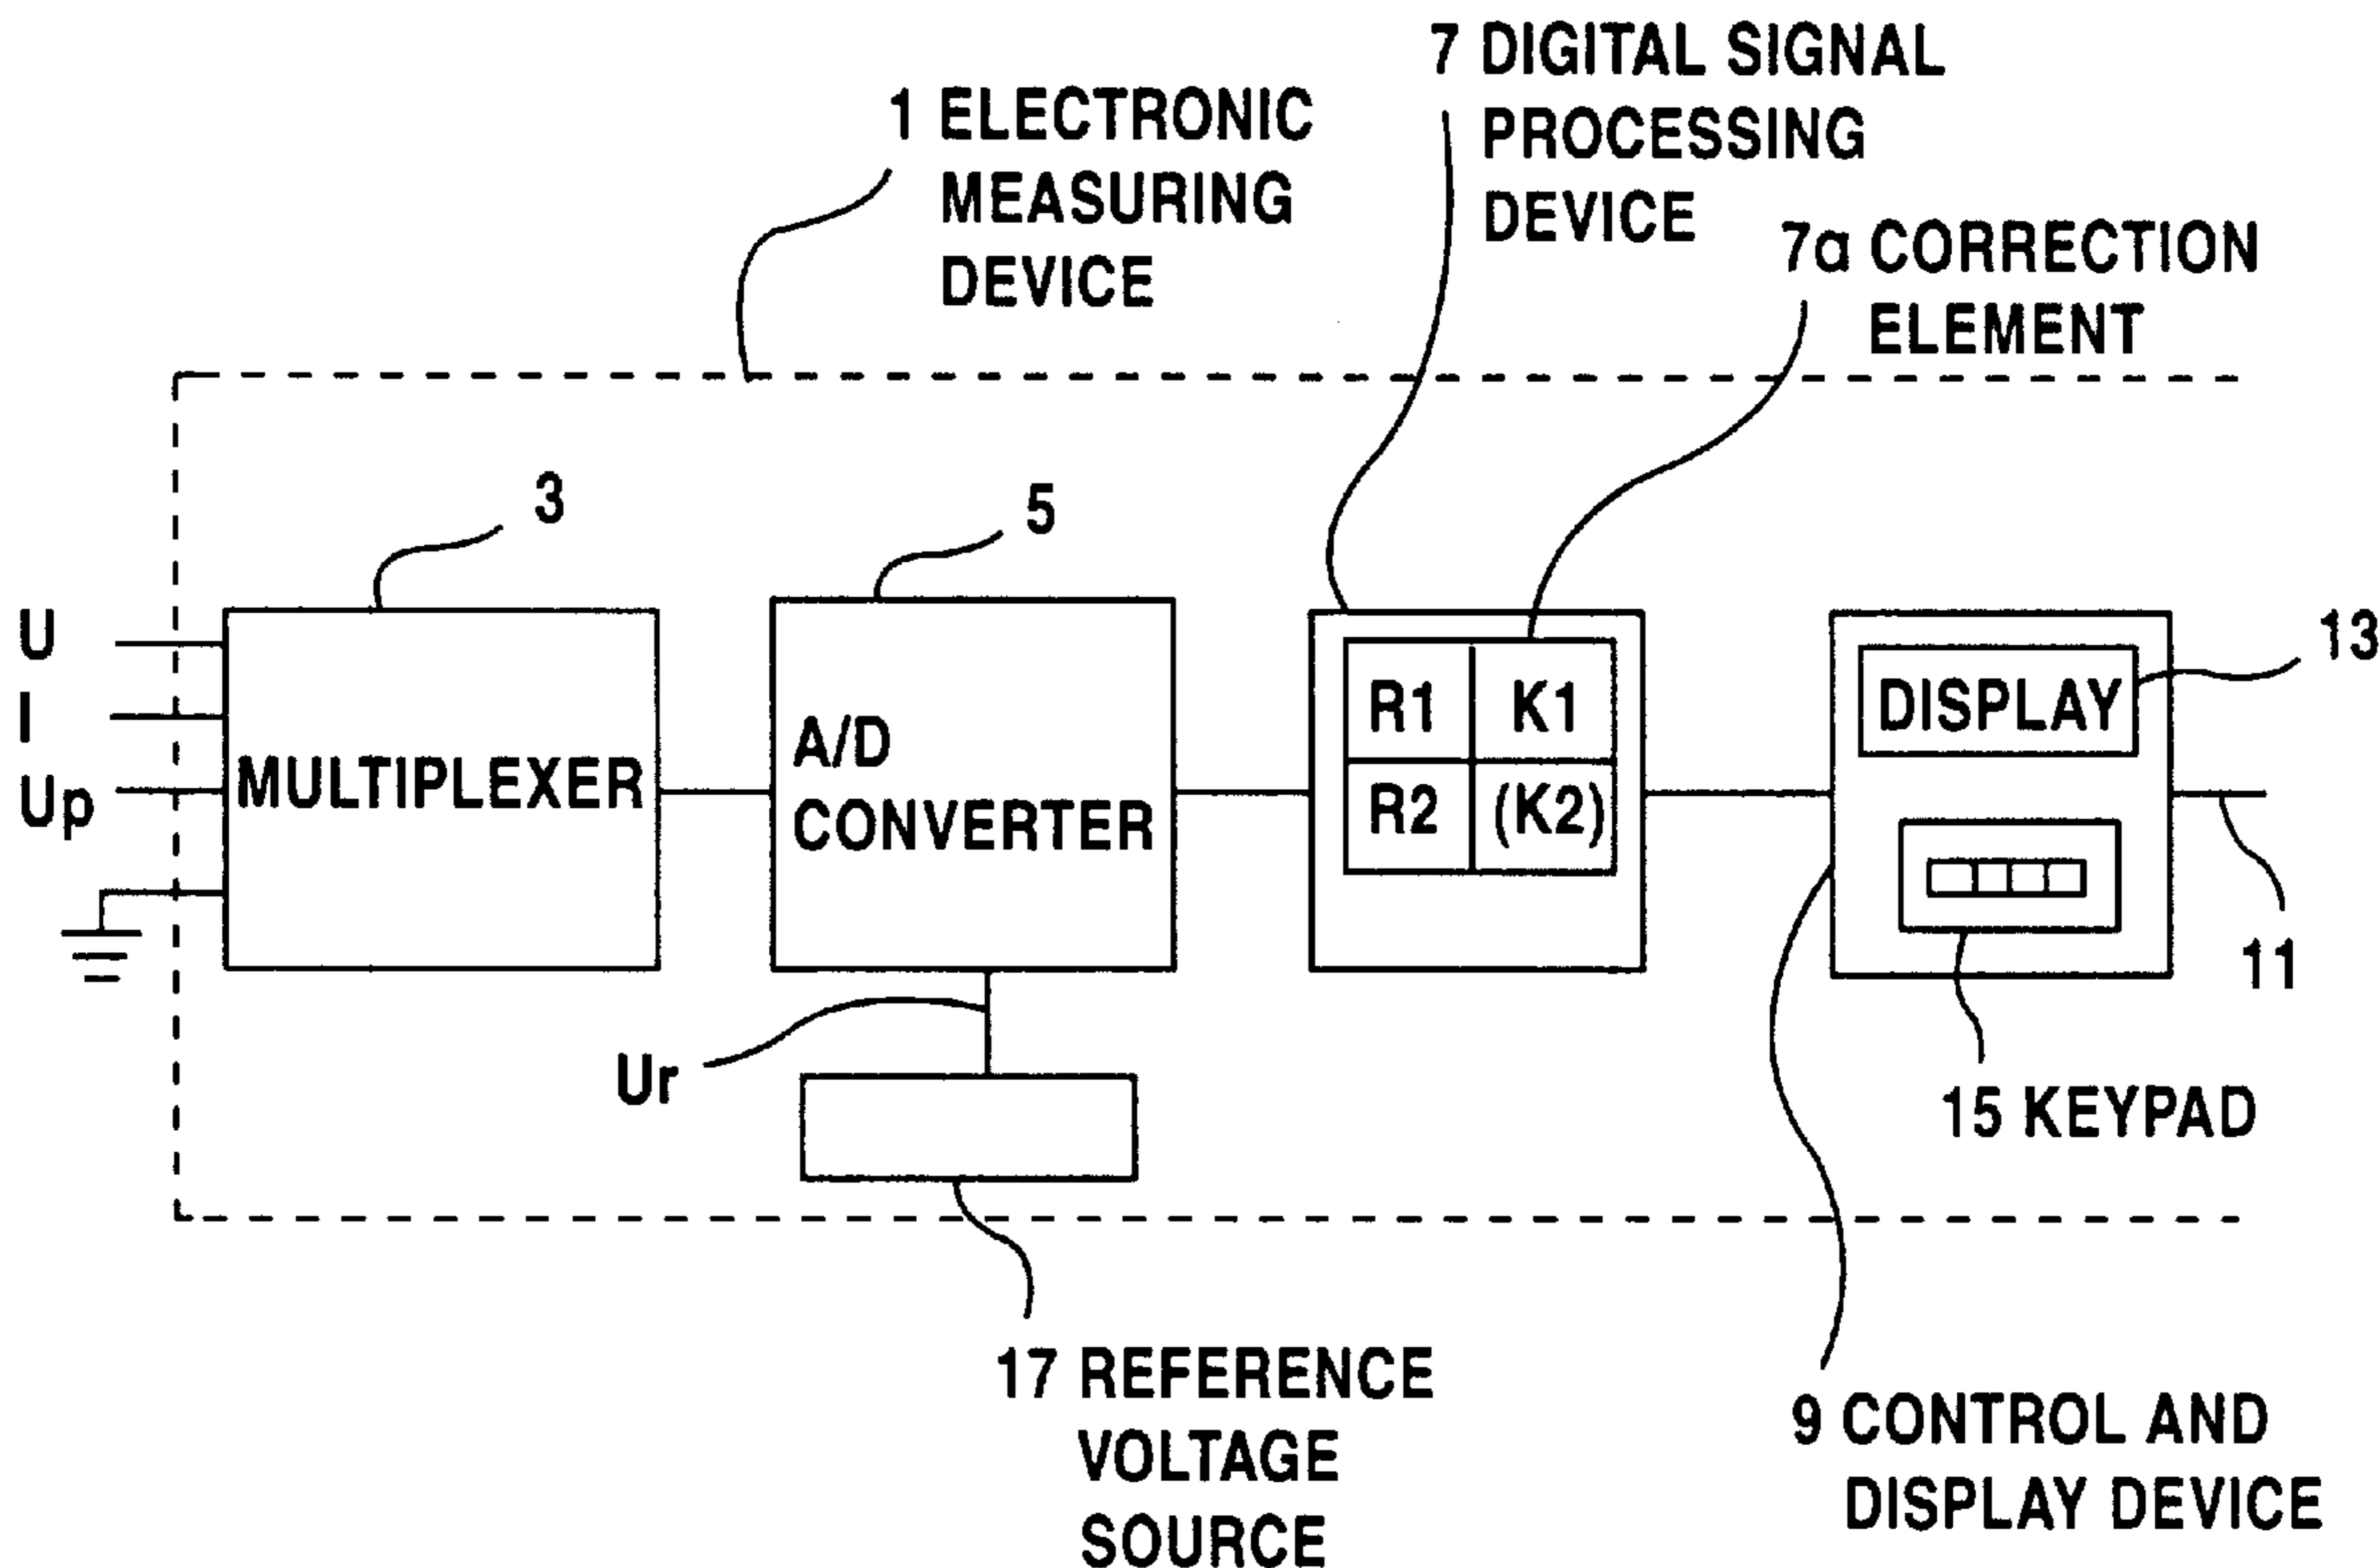 7 DIGITAL SIGNAL
PROCESSING
DEVICE
1 ELECTRONIC
MEASURING
DEVICE
7a CORRECTION
ELEMENT
3
5
13
U
I
Up
MULTIPLEXER
A/D
CONVERTER
R1 K1
R2 (K2)
DISPLAY
11
Ur
15 KEYPAD
17 REFERENCE
VOLTAGE
SOURCE
9 CONTROL AND
DISPLAY DEVICE